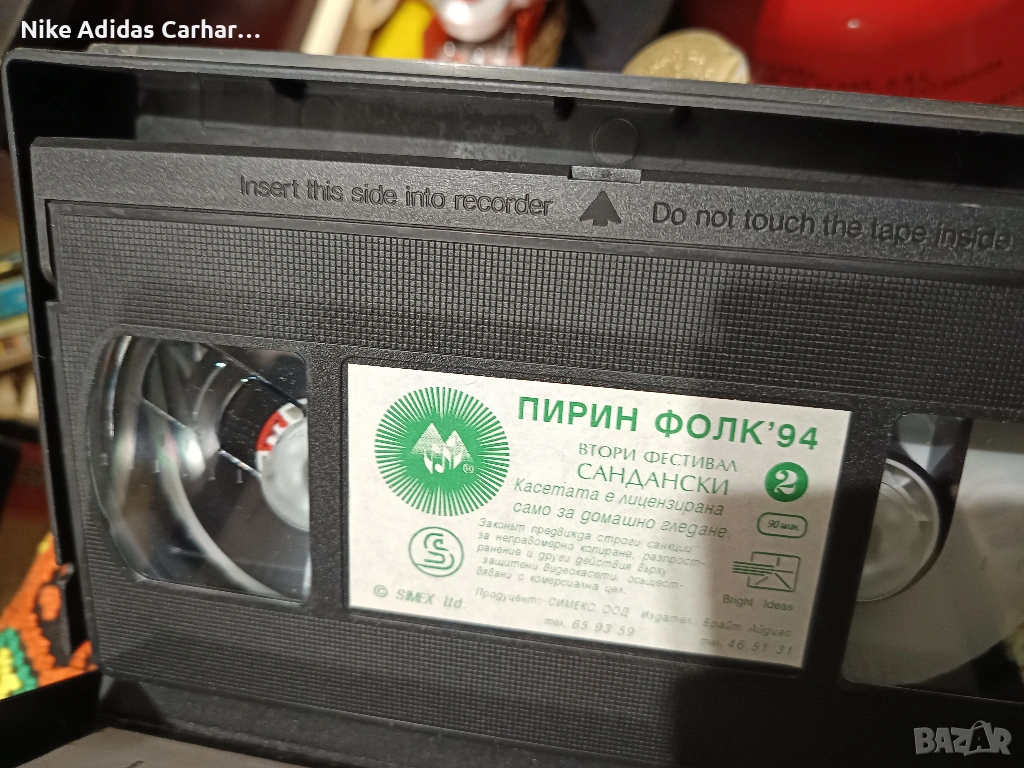 Nike Adidas Carhar...
Insert this side into recorder
Do not touch the tape inside
ПИРИН ФОЛК'94
ВТОРИ ФЕСТИВАЛ
САНДАНСКИ
2
Касетата е лицензирана
само за домашно гледане.
90 мин.
Законът предвижда строги санкции
за неправомерно копиране, разпрост-
ранение и други действия върху
защитени видеокасети, осъщест-
вявани с комерсиална цел.
Bright Ideas
© SIMEX Ltd.
Продуцент: СИМЕКС ООД Издател: Брайт Айдиас
тел. 65 93 59
тел. 46 51 31
BAZAR